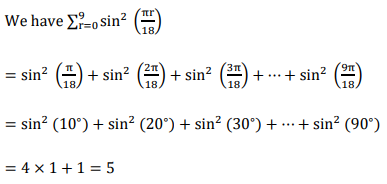 We have ∑⁹ᵣ₌₀ sin² (πr/18)
= sin² (π/18) + sin² (2π/18) + sin² (3π/18) + ⋯ + sin² (9π/18)
= sin² (10°) + sin² (20°) + sin² (30°) + ⋯ + sin² (90°)
= 4 × 1 + 1 = 5